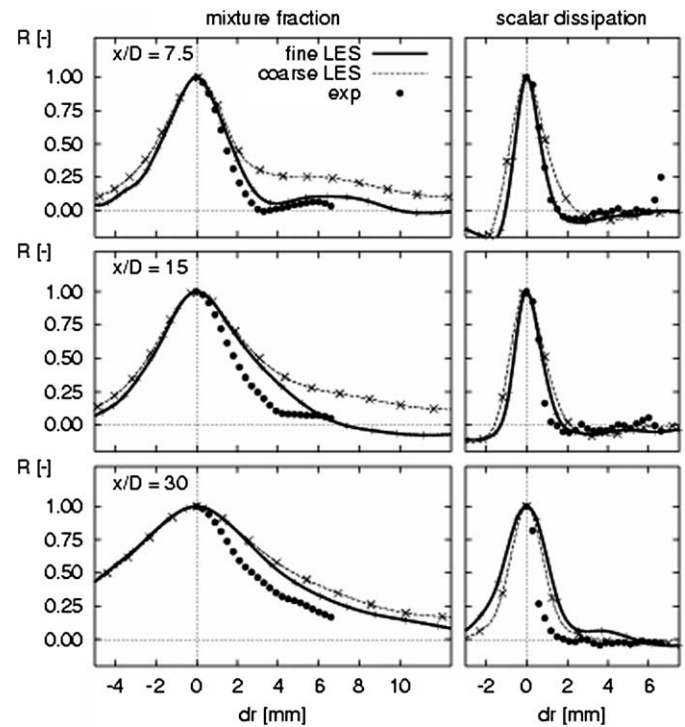 mixture fraction scalar dissipation
R [-]
x/D = 7.5
fine LES
coarse LES
exp
1.00
0.75
0.50
0.25
0.00
R [-]
x/D = 15
1.00
0.75
0.50
0.25
0.00
R [-]
x/D = 30
1.00
0.75
0.50
0.25
0.00
-4 -2 0 2 4 6 8 10 -2 0 2 4 6
dr [mm] dr [mm]